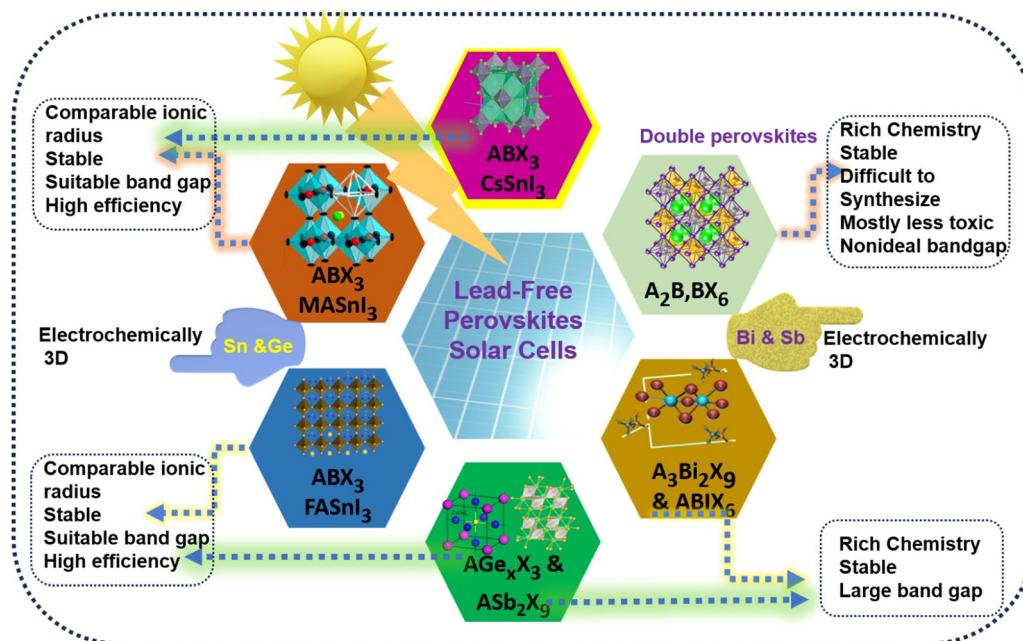 Comparable ionic
radius
Stable
Suitable band gap
High efficiency
ABX3
CsSnI3
ABX3
MASnI3
Double perovskites
A2B,BX6
Rich Chemistry
Stable
Difficult to
Synthesize
Mostly less toxic
Nonideal bandgap
Lead-Free
Perovskites
Solar Cells
Electrochemically
3D
Sn &Ge
Bi & Sb
Electrochemically
3D
ABX3
FASnI3
A3Bi2X9
& ABIX6
Comparable ionic
radius
Stable
Suitable band gap
High efficiency
AGexX3 &
ASb2X9
Rich Chemistry
Stable
Large band gap